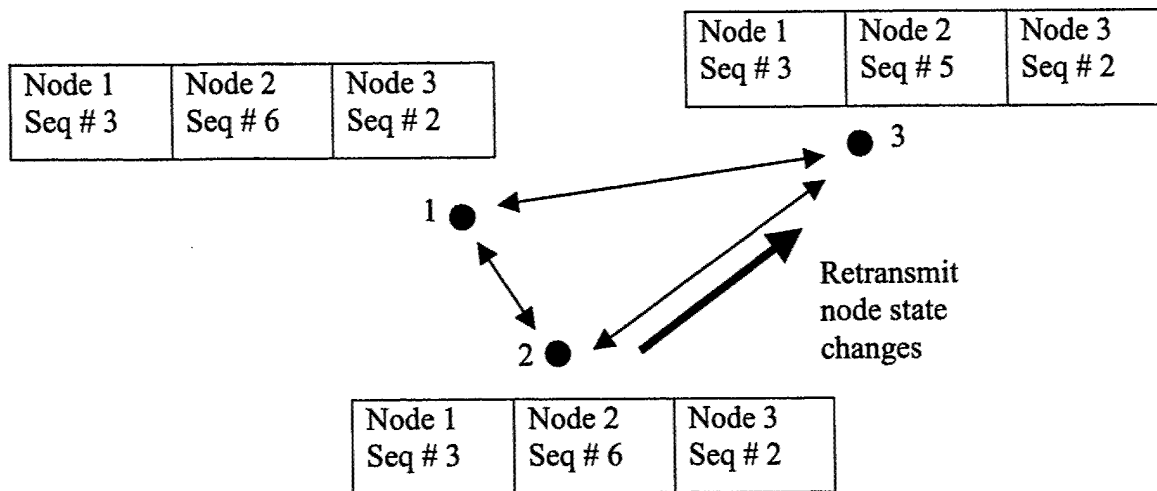 Node 1 Node 2 Node 3
Seq # 3 Seq # 5 Seq # 2
Node 1 Node 2 Node 3
Seq # 3 Seq # 6 Seq # 2
3
1
Retransmit
node state
changes
2
Node 1 Node 2 Node 3
Seq # 3 Seq # 6 Seq # 2